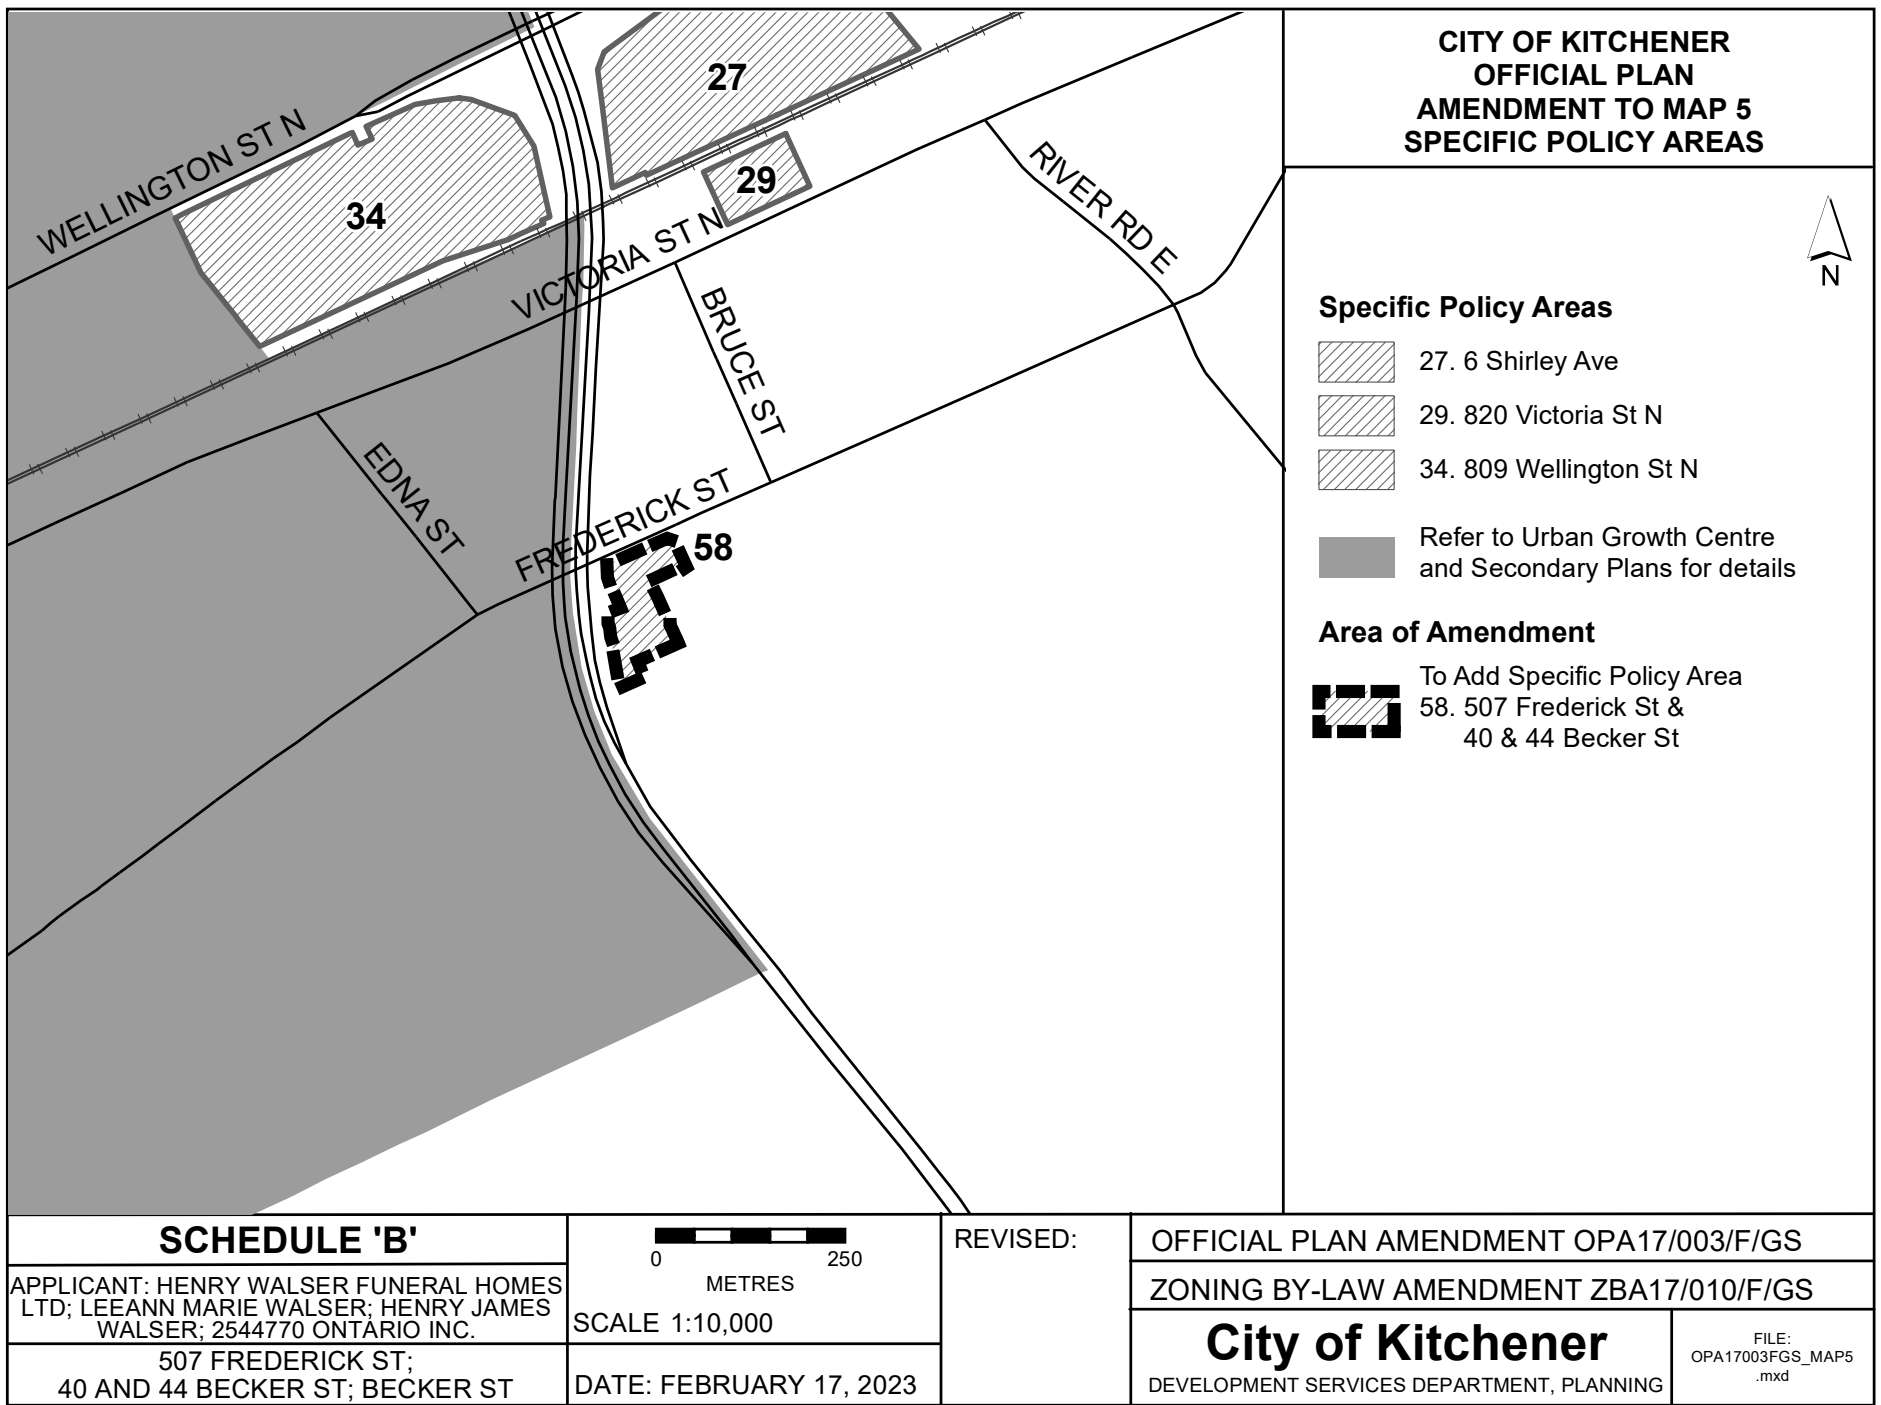 CITY OF KITCHENER
OFFICIAL PLAN
AMENDMENT TO MAP 5
SPECIFIC POLICY AREAS
N
Specific Policy Areas
27. 6 Shirley Ave
29. 820 Victoria St N
34. 809 Wellington St N
Refer to Urban Growth Centre
and Secondary Plans for details
Area of Amendment
To Add Specific Policy Area
58. 507 Frederick St &
40 & 44 Becker St
WELLINGTON ST N
34
27
29
VICTORIA ST N
RIVER RD E
BRUCE ST
EDNA ST
FREDERICK ST
58
SCHEDULE 'B'
APPLICANT: HENRY WALSER FUNERAL HOMES
LTD; LEEANN MARIE WALSER; HENRY JAMES
WALSER; 2544770 ONTARIO INC.
507 FREDERICK ST;
40 AND 44 BECKER ST; BECKER ST
0 250
METRES
SCALE 1:10,000
DATE: FEBRUARY 17, 2023
REVISED:
OFFICIAL PLAN AMENDMENT OPA17/003/F/GS
ZONING BY-LAW AMENDMENT ZBA17/010/F/GS
City of Kitchener
DEVELOPMENT SERVICES DEPARTMENT, PLANNING
FILE:
OPA17003FGS_MAP5
.mxd